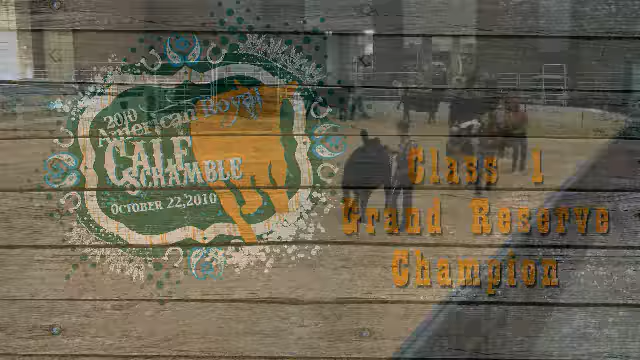 2010
American Royal
CALF
SCRAMBLE
OCTOBER 22, 2010
Class 1
Grand Reserve
Champion